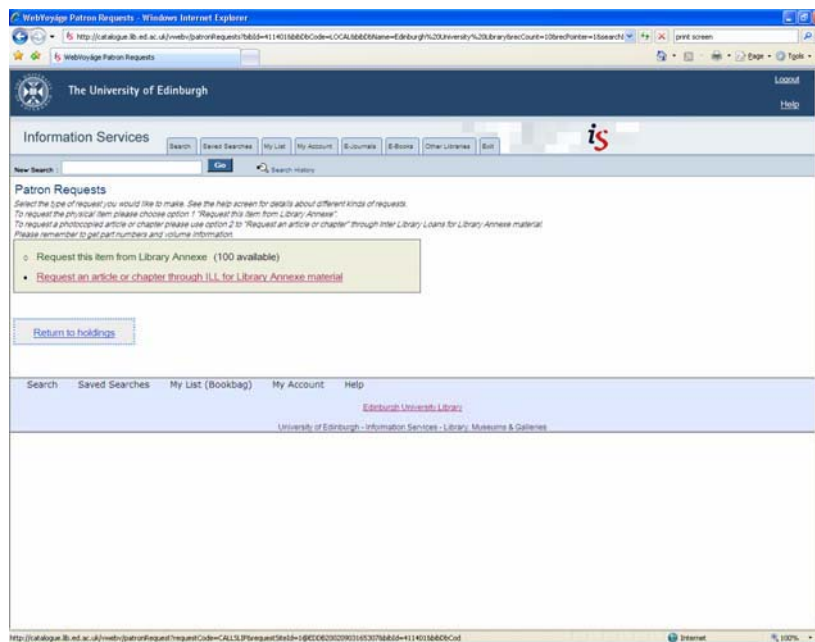 WebVoyáge Patron Requests - Windows Internet Explorer
print screen
WebVoyáge Patron Requests
Page
Tools
The University of Edinburgh
Logout
Help
Information Services
Search
Saved Searches
My List
My Account
E-Journals
E-Books
Other Libraries
Exit
is
New Search :
Go
Search History
Patron Requests
Select the type of request you would like to make. See the help screen for details about different kinds of requests.
To request the physical item please choose option 1 "Request this item from Library Annexe".
To request a photocopied article or chapter please use option 2 to "Request an article or chapter" through Inter Library Loans for Library Annexe material.
Please remember to get part numbers and volume information.
Request this item from Library Annexe (100 available)
Request an article or chapter through ILL for Library Annexe material
Return to holdings
Search Saved Searches My List (Bookbag) My Account Help
Edinburgh University Library
University of Edinburgh - Information Services - Library, Museums & Galleries
Internet
100%